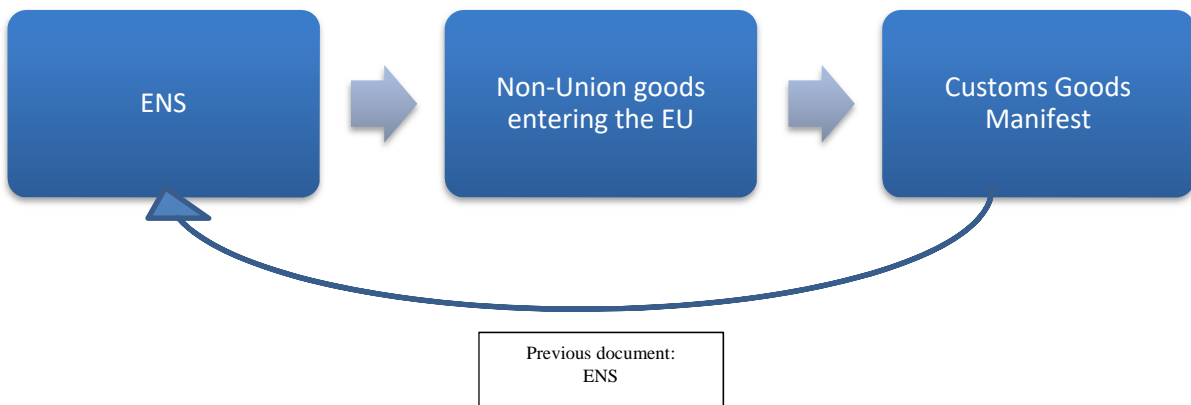 ENS
Non-Union goods
entering the EU
Customs Goods
Manifest
Previous document:
ENS